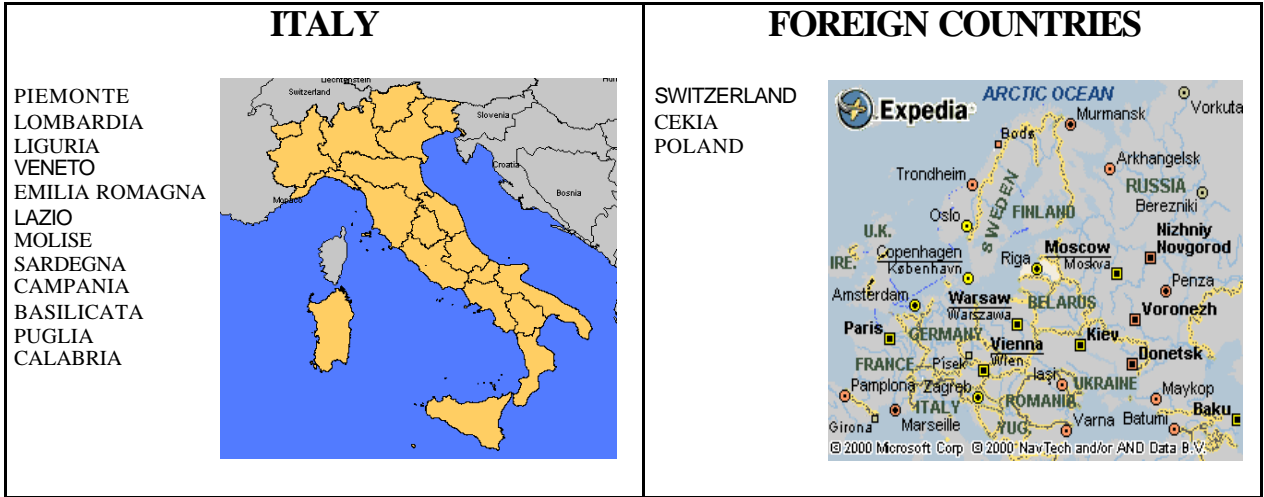 ITALY
PIEMONTE
LOMBARDIA
LIGURIA
VENETO
EMILIA ROMAGNA
LAZIO
MOLISE
SARDEGNA
CAMPANIA
BASILICATA
PUGLIA
CALABRIA
Liechtenstein
Switzerland
Slovenia
Croatia
Bosnia
Monaco
FOREIGN COUNTRIES
SWITZERLAND
CEKIA
POLAND
Expedia
ARCTIC OCEAN
Vorkuta
Murmansk
Bods
Arkhangelsk
Trondheim
RUSSIA
Berezniki
SWEDEN
FINLAND
Oslo
U.K.
Nizhniy
Novgorod
Copenhagen
København
Riga
Moscow
Moskva
IRE.
Penza
Amsterdam
Warsaw
Warszawa
BELARUS
Voronezh
Paris
GERMANY
Kiev
Vienna
Wien
Donetsk
FRANCE
Pisek
Iasi
UKRAINE
Pamplona
Zagreb
ROMANIA
Maykop
ITALY
Baku
Girona
Marseille
YUG.
Varna
Batumi
© 2000 Microsoft Corp © 2000 NavTech and/or AND Data B.V.